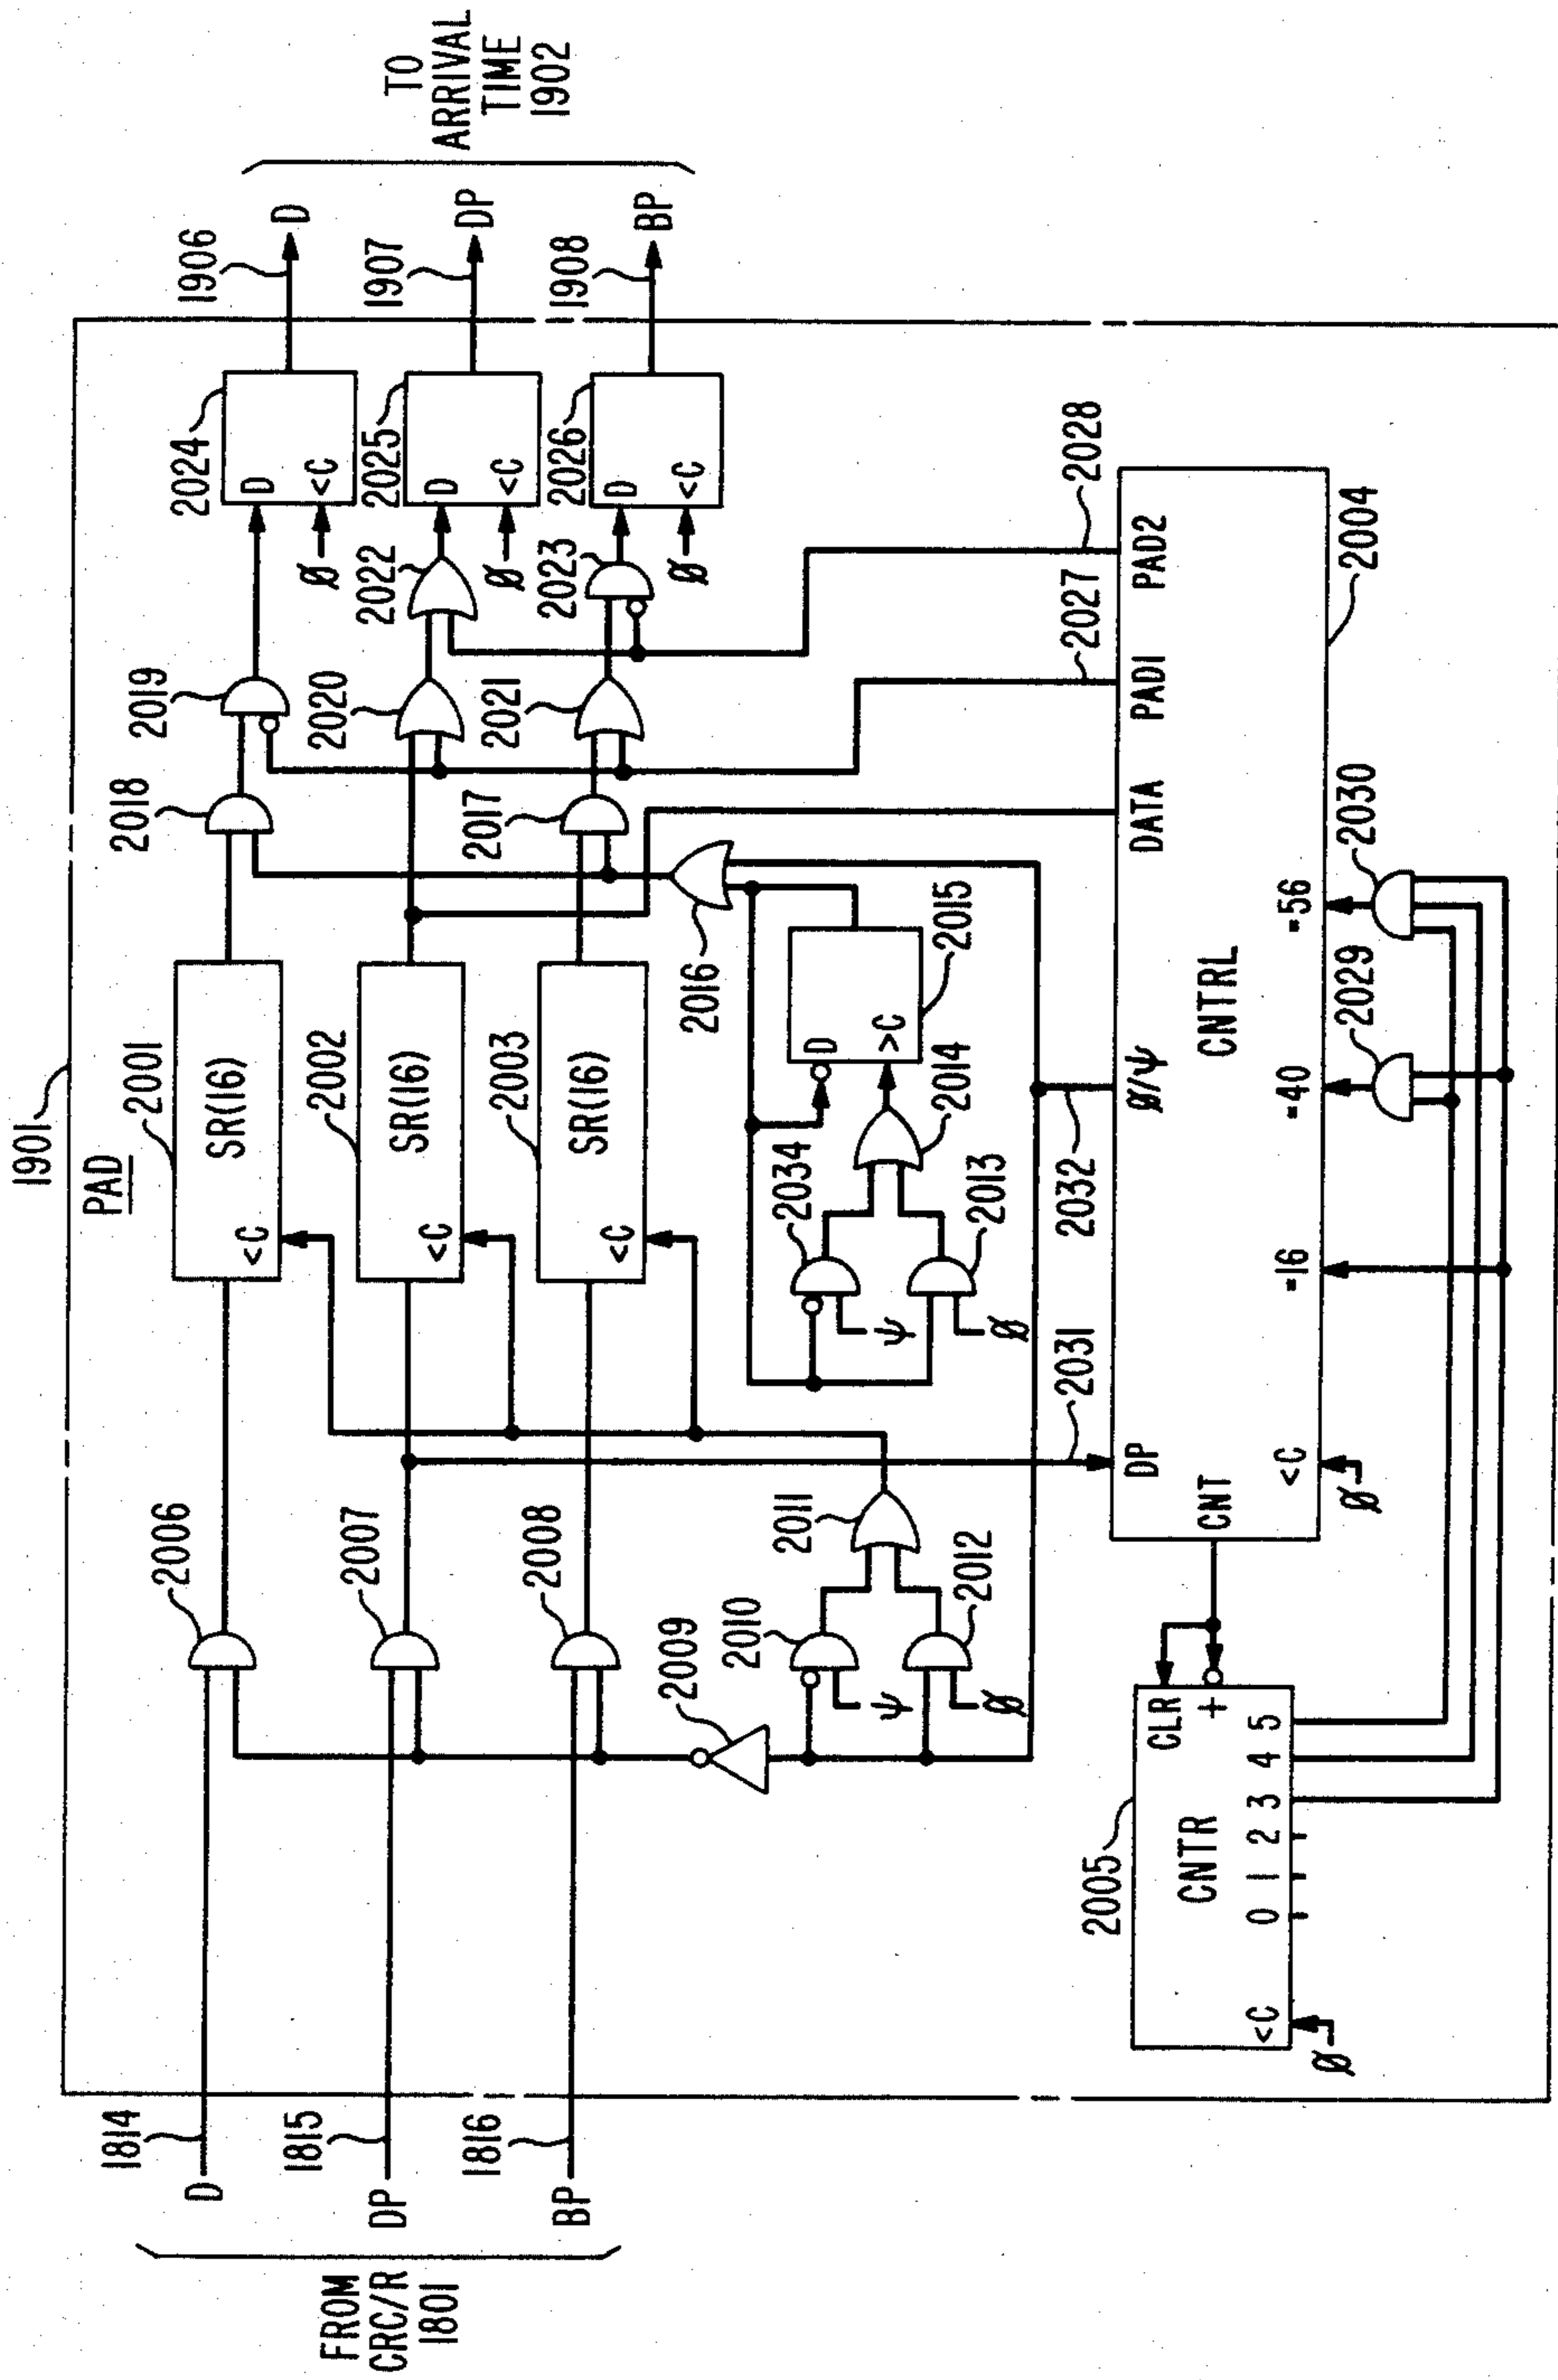 1901
PAD
FROM
CRC/R
1801
D
1814
DP
1815
BP
1816
2006
2007
2008
2009
2010
Ψ
2012
Ø
2011
2001
SR(16)
<C
2002
SR(16)
<C
2003
SR(16)
<C
2034
Ψ
2013
Ø
2014
D
>C
2015
2016
2017
2018
2019
2020
2021
2022
2023
2024
D
<C
Ø
2025
D
<C
Ø
2026
D
<C
Ø
1906
D
1907
DP
1908
BP
TO
ARRIVAL
TIME
1902
2005
CNTR
CLR
+
<C
0 1 2 3 4 5
Ø
2031
2032
2027
2028
DP
Ø/Ψ
DATA
PAD1
PAD2
CNT
CNTRL
2004
<C
=16
=40
=56
Ø
2029
2030